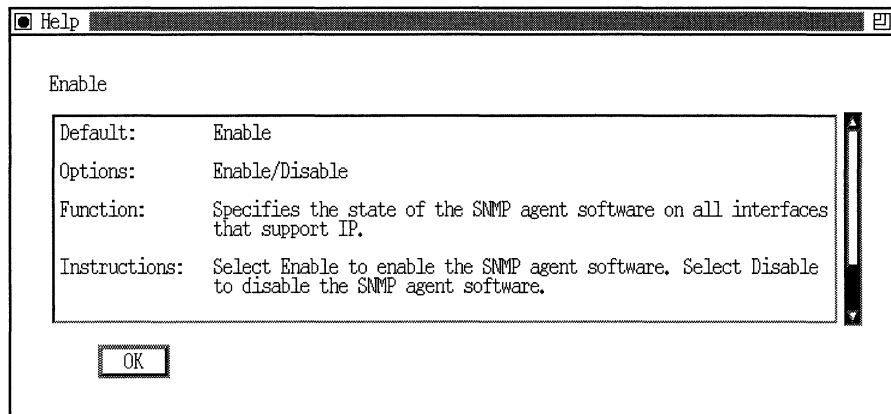 Help
Enable
Default: Enable
Options: Enable/Disable
Function: Specifies the state of the SNMP agent software on all interfaces
that support IP.
Instructions: Select Enable to enable the SNMP agent software. Select Disable
to disable the SNMP agent software.
OK